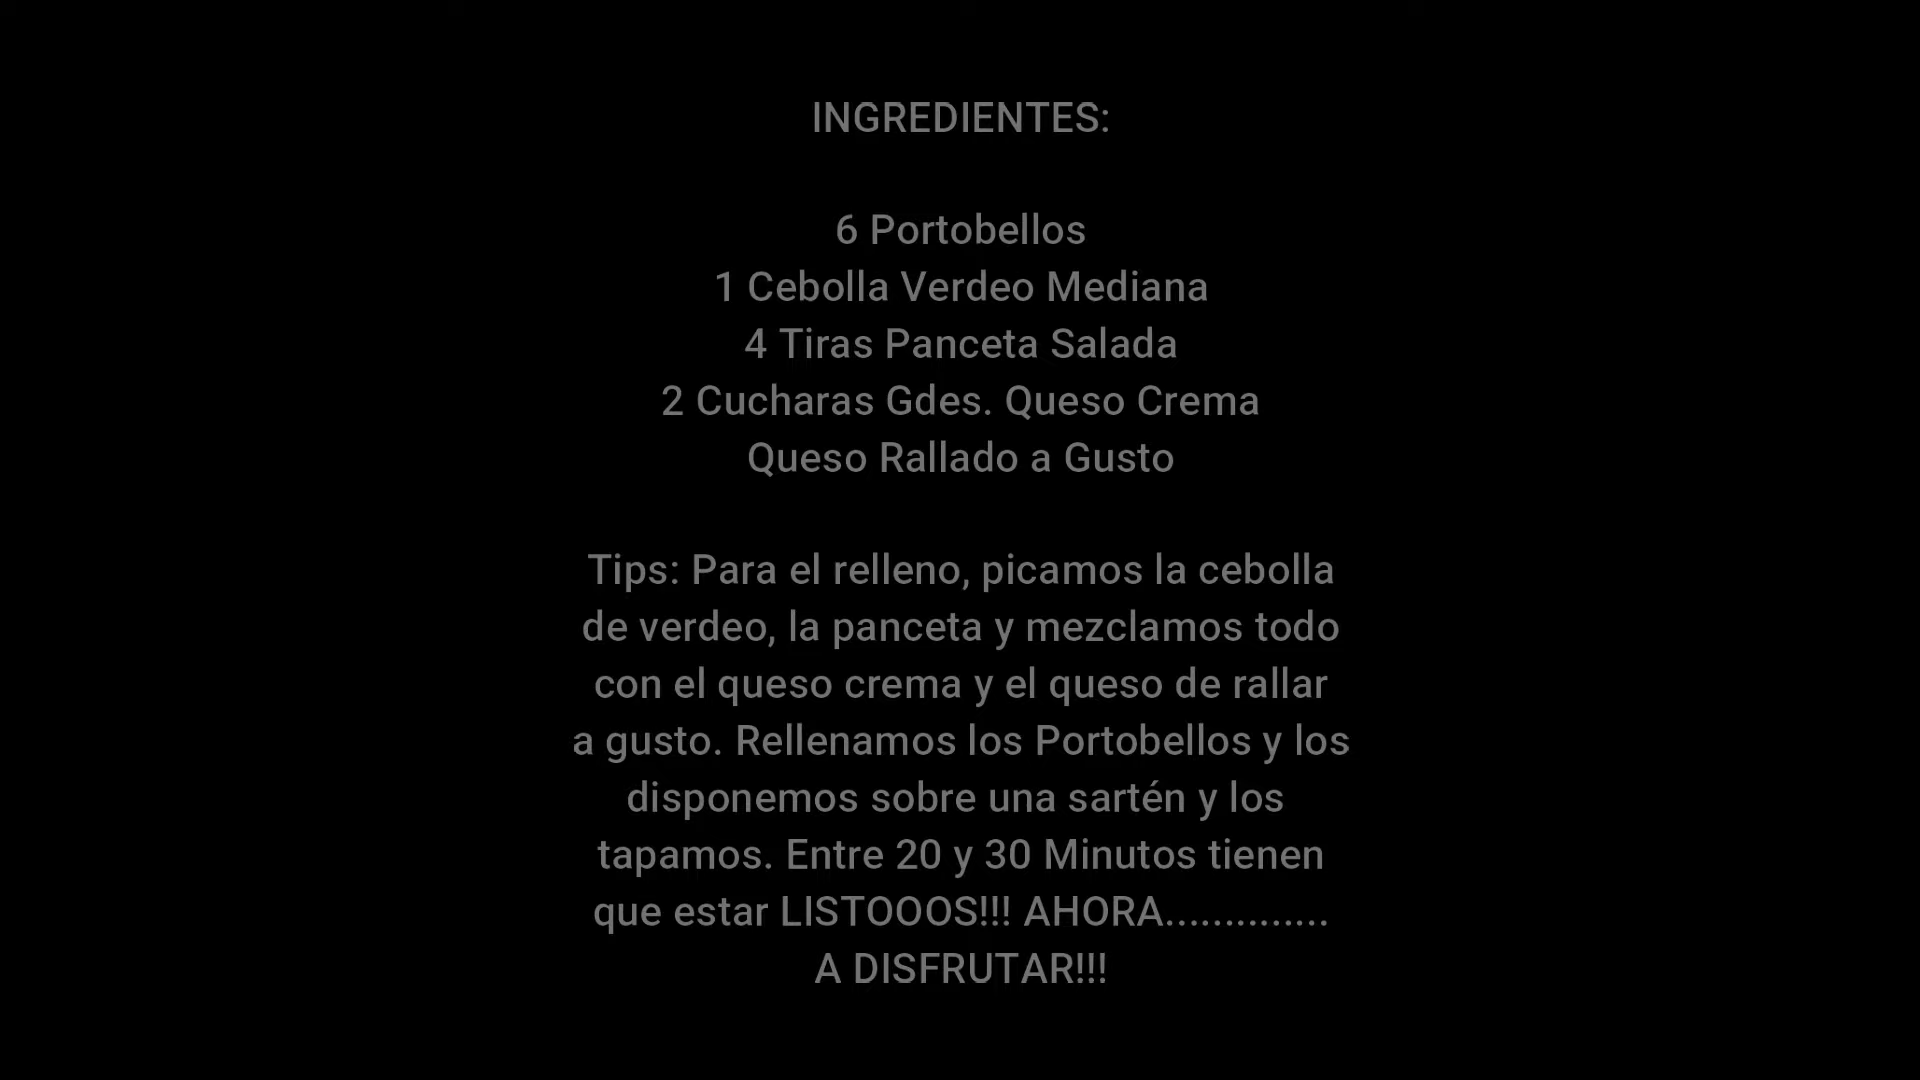 INGREDIENTES:
6 Portobellos
1 Cebolla Verdeo Mediana
4 Tiras Panceta Salada
2 Cucharas Gdes. Queso Crema
Queso Rallado a Gusto
Tips: Para el relleno, picamos la cebolla
de verdeo, la panceta y mezclamos todo
con el queso crema y el queso de rallar
a gusto. Rellenamos los Portobellos y los
disponemos sobre una sartén y los
tapamos. Entre 20 y 30 Minutos tienen
que estar LISTOOOS!!! AHORA..............
A DISFRUTAR!!!